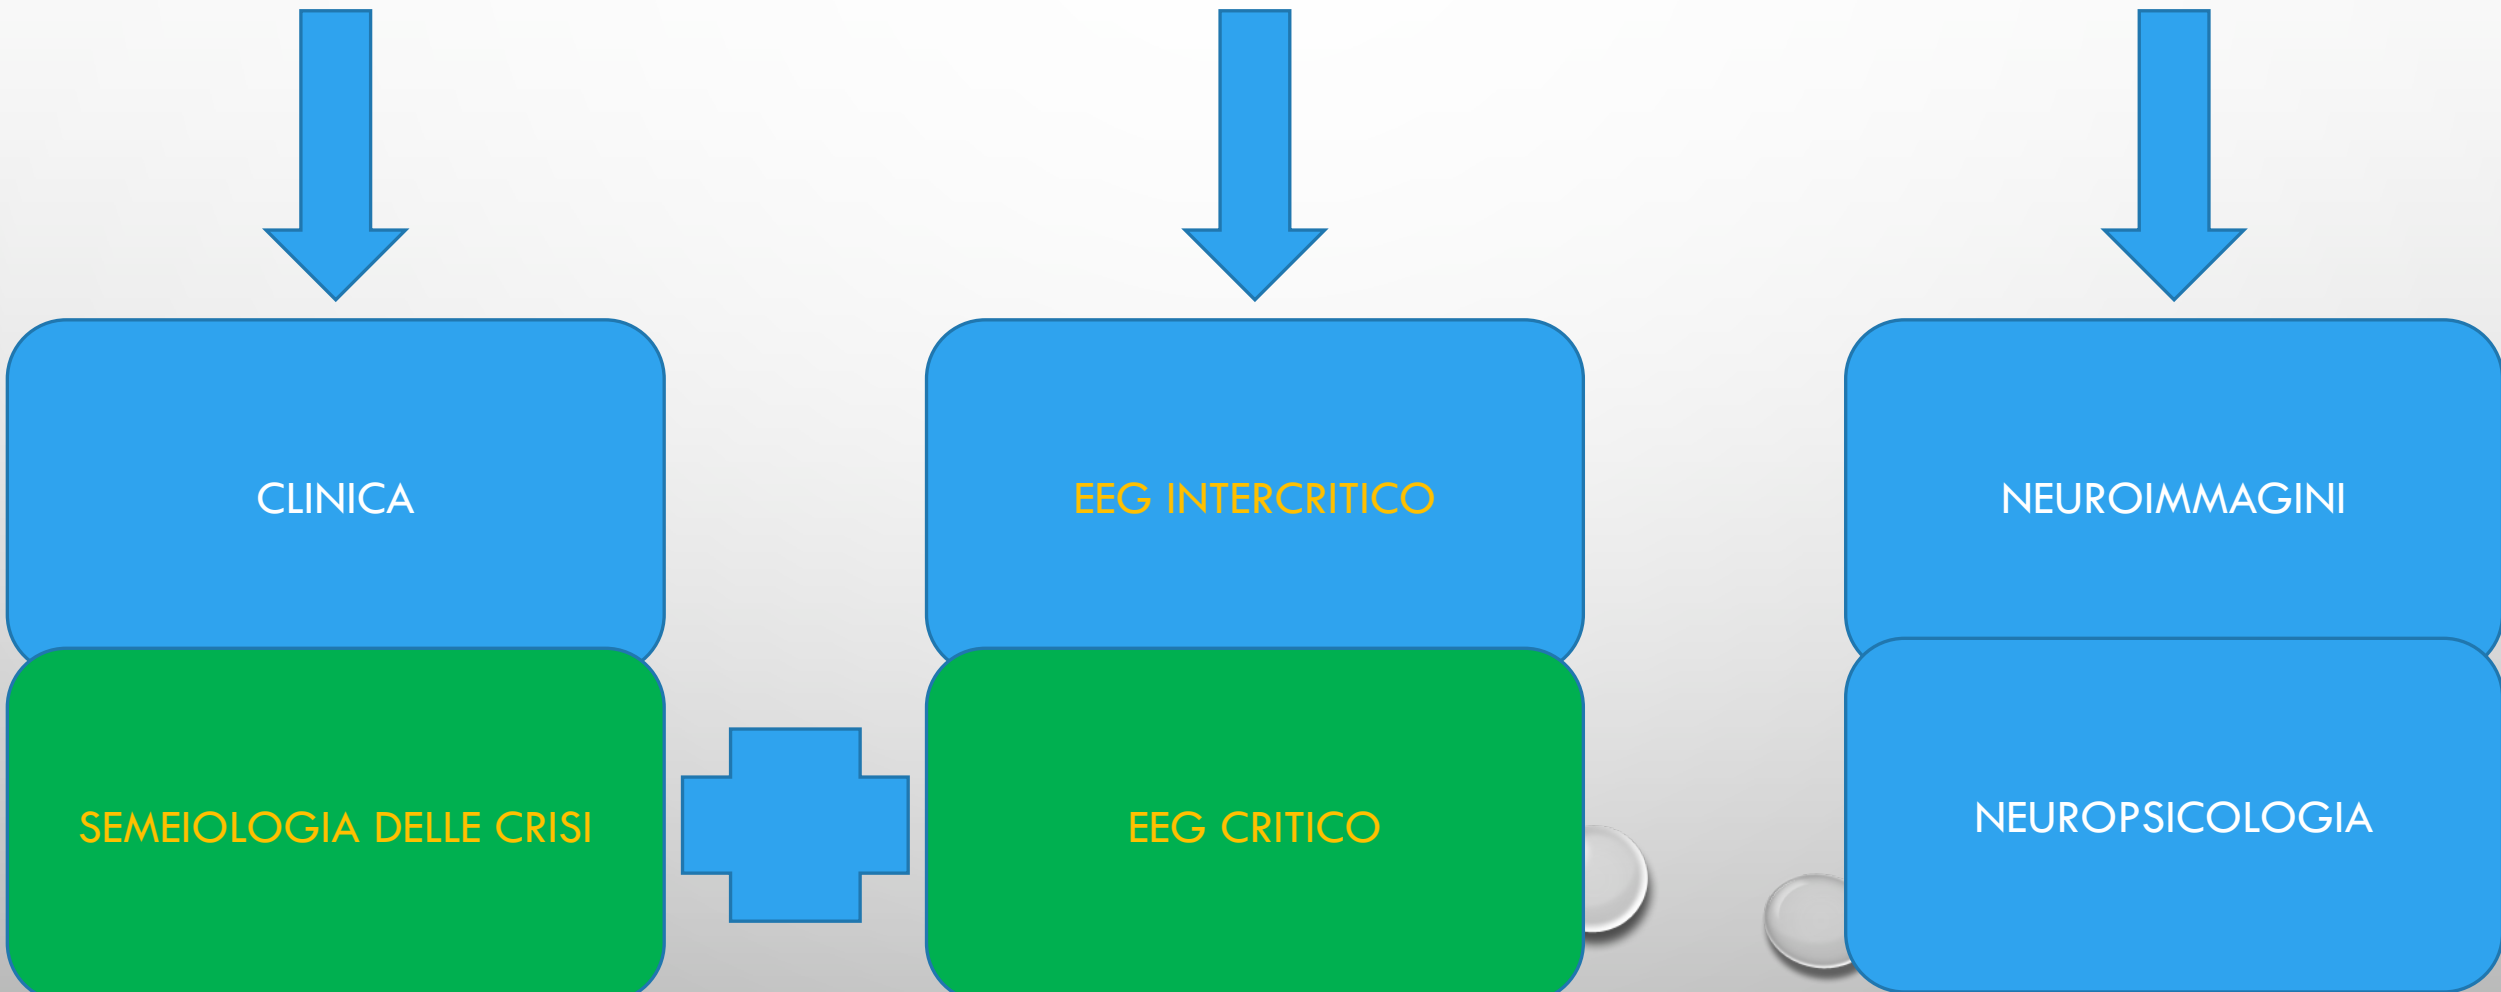 CLINICA
EEG INTERCRITICO
NEUROIMMAGINI
SEMEIOLOGIA DELLE CRISI
EEG CRITICO
NEUROPSICOLOGIA